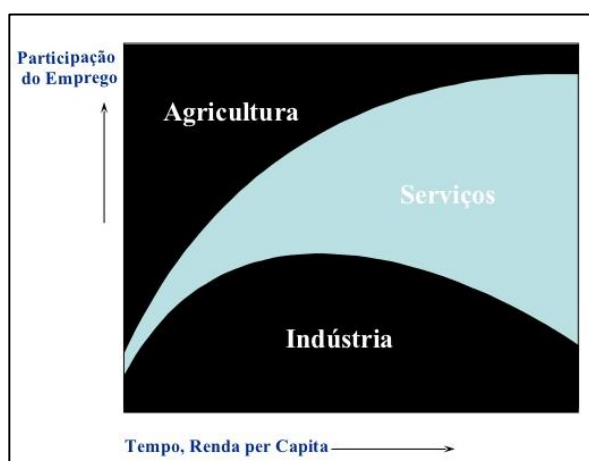 Participação
do Emprego
Agricultura
Serviços
Indústria
Tempo, Renda per Capita